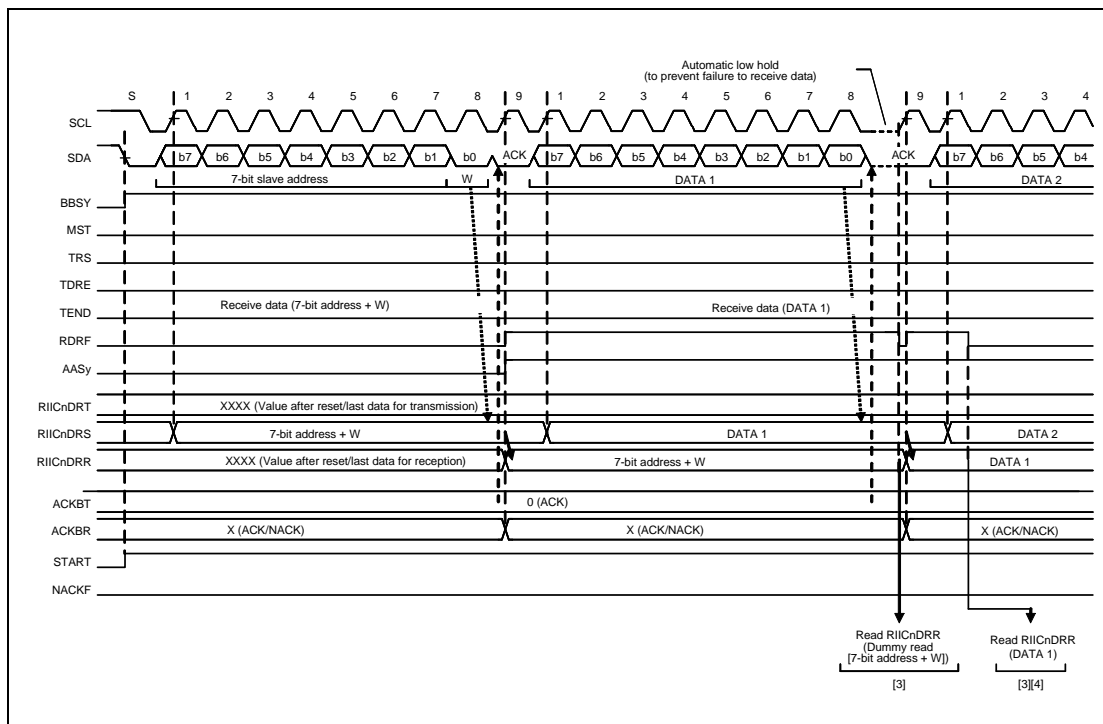 Automatic low hold
(to prevent failure to receive data)
S 1 2 3 4 5 6 7 8 9 1 2 3 4 5 6 7 8 9 1 2 3 4
SCL
SDA b7 b6 b5 b4 b3 b2 b1 b0 ACK b7 b6 b5 b4 b3 b2 b1 b0 ACK b7 b6 b5 b4
7-bit slave address W DATA 1 DATA 2
BBSY
MST
TRS
TDRE
TEND
Receive data (7-bit address + W) Receive data (DATA 1)
RDRF
AASy
RIICnDRT XXXX (Value after reset/last data for transmission)
RIICnDRS 7-bit address + W DATA 1 DATA 2
RIICnDRR XXXX (Value after reset/last data for reception) 7-bit address + W DATA 1
ACKBT 0 (ACK)
ACKBR X (ACK/NACK) X (ACK/NACK) X (ACK/NACK)
START
NACKF
Read RIICnDRR
(Dummy read
[7-bit address + W])
[3]
Read RIICnDRR
(DATA 1)
[3][4]